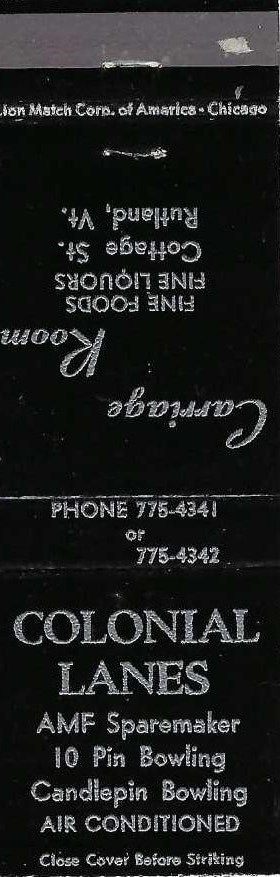 Lion Match Corp. of America - Chicago
Carriage
Room
FINE FOODS
FINE LIQUORS
Cottage St.
Rutland, Vt.
PHONE 775-4341
or
775-4342
COLONIAL
LANES
AMF Sparemaker
10 Pin Bowling
Candlepin Bowling
AIR CONDITIONED
Close Cover Before Striking